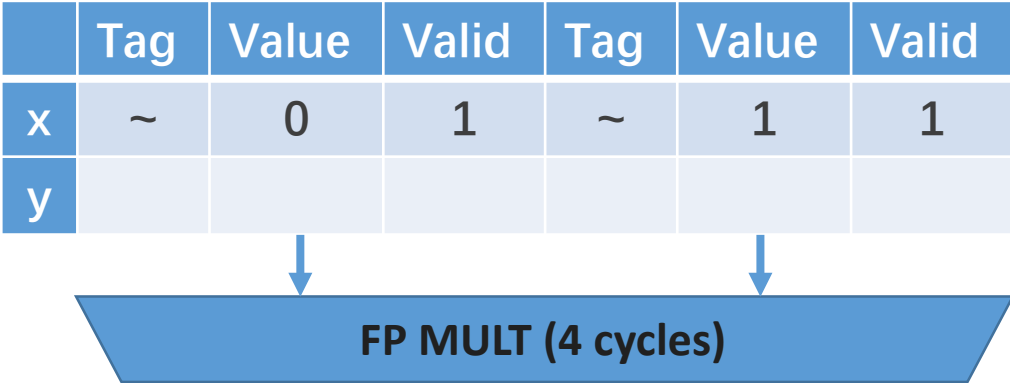 Tag Value Valid Tag Value Valid
x ~ 0 1 ~ 1 1
y
FP MULT (4 cycles)